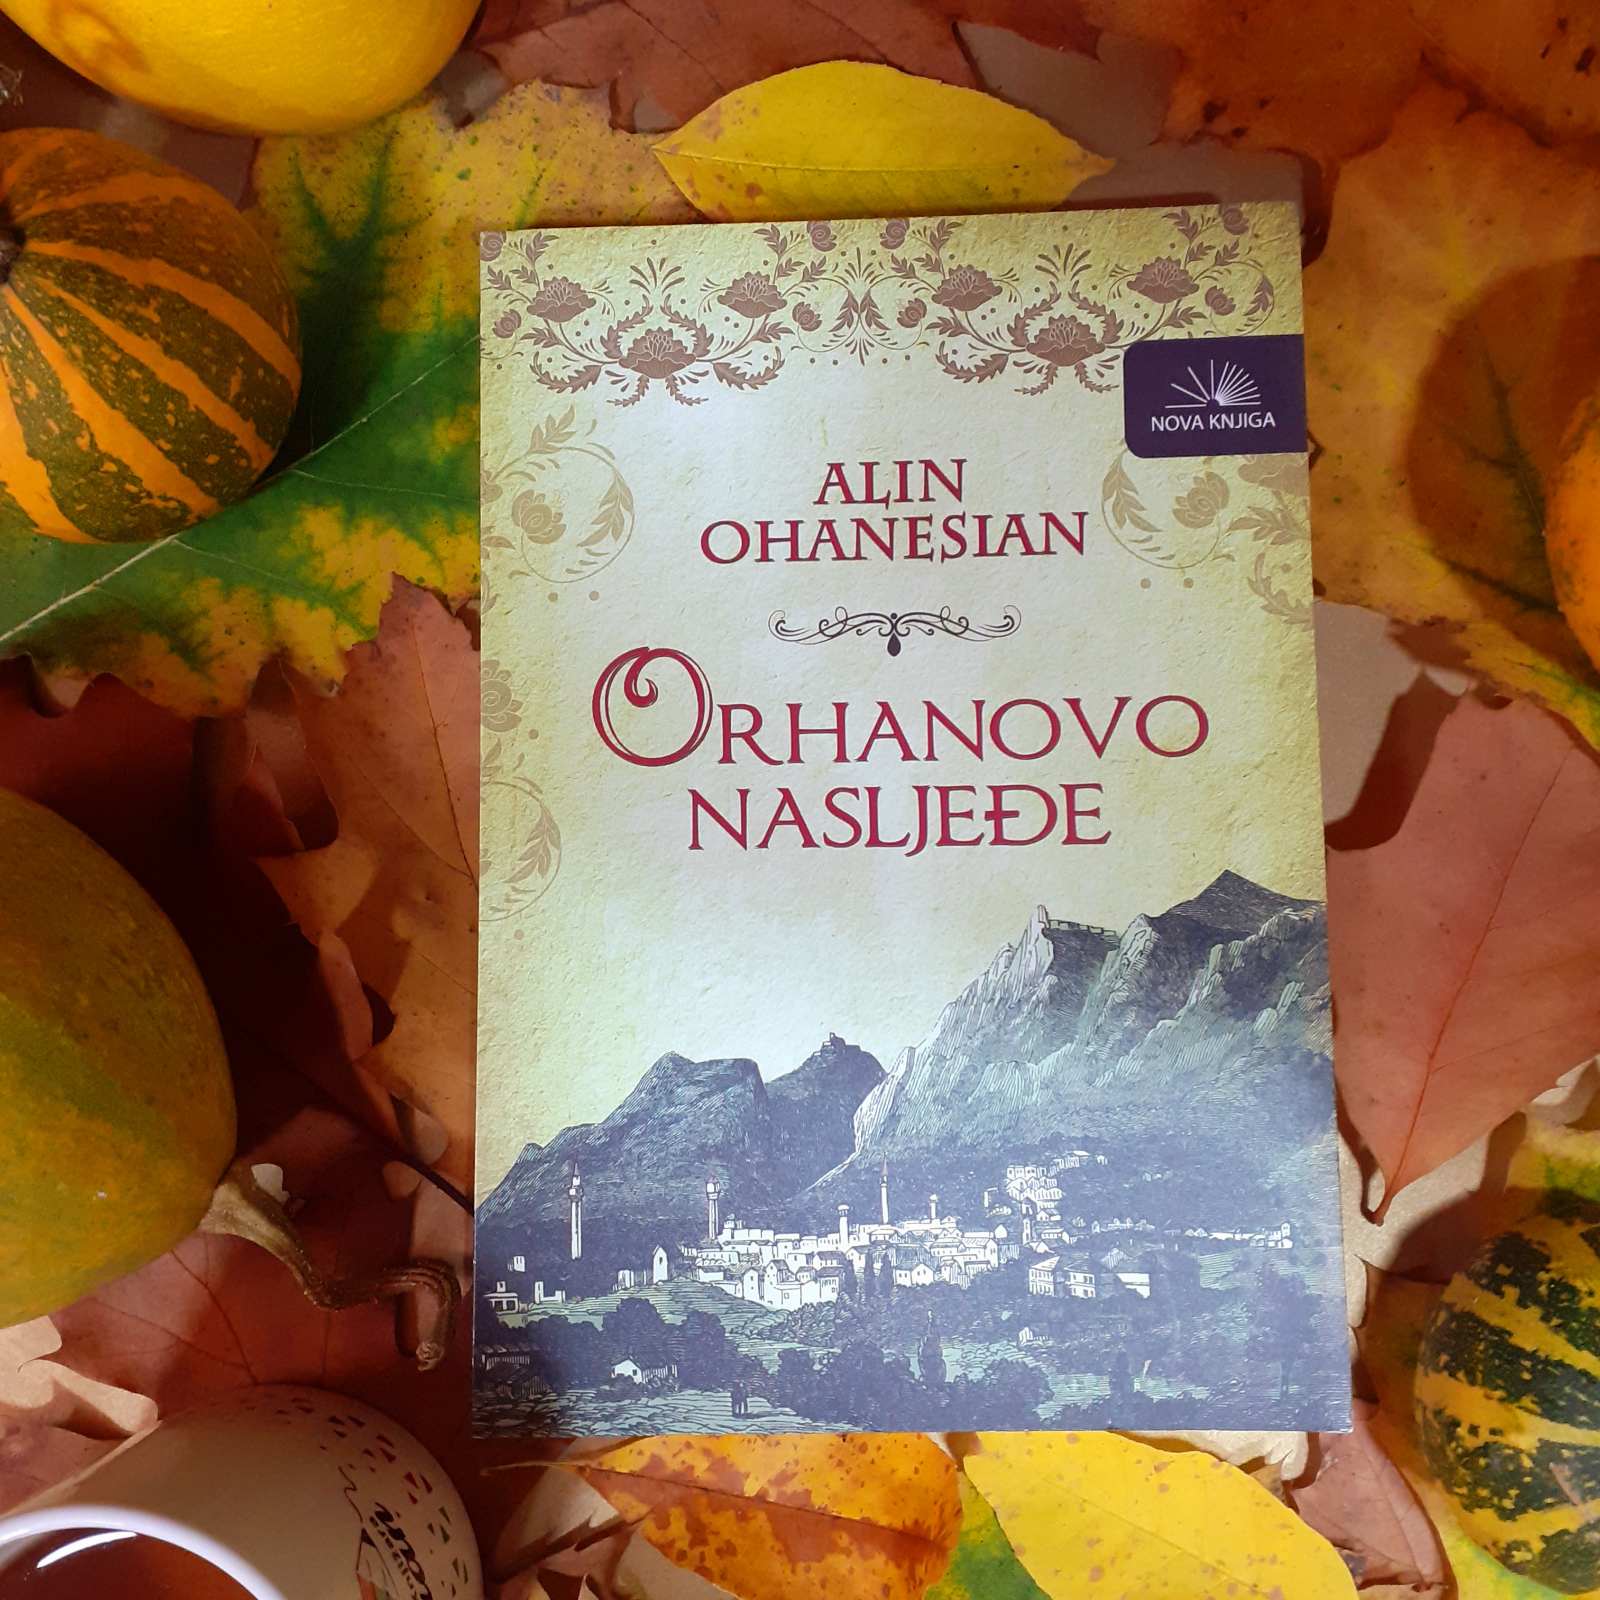 NOVA KNJIGA
ALIN
OHANESIAN
ORHANOVO
NASLJEĐE